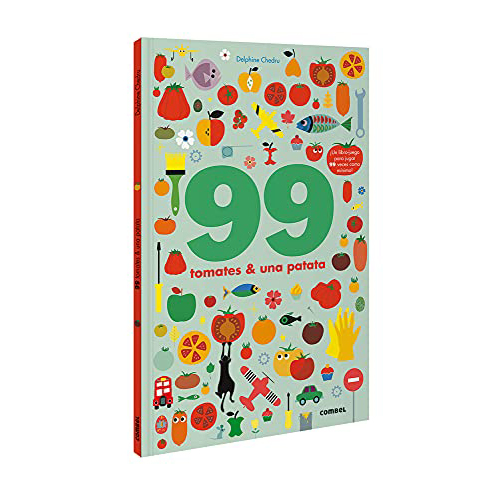 Delphine Chedru
¡Un libro-juego
para jugar
99 veces como
mínimo!
99
tomates & una patata
COMBEL
Delphine Chedru
99 tomates & una patata
COMBEL